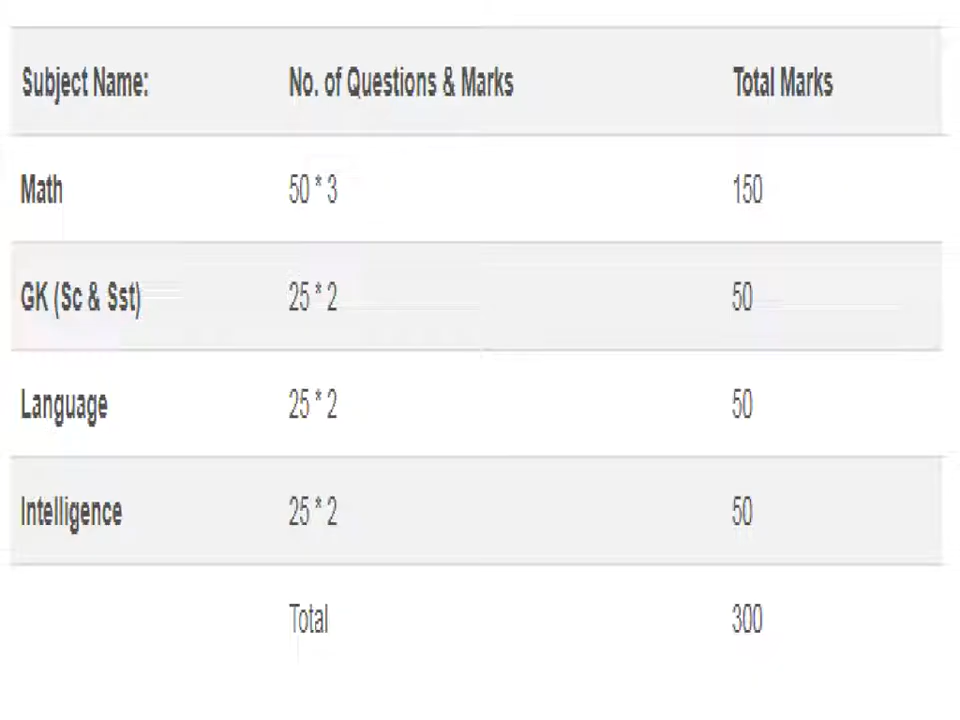 Subject Name: No. of Questions & Marks Total Marks
Math 50 * 3 150
GK (Sc & Sst) 25 * 2 50
Language 25 * 2 50
Intelligence 25 * 2 50
Total 300